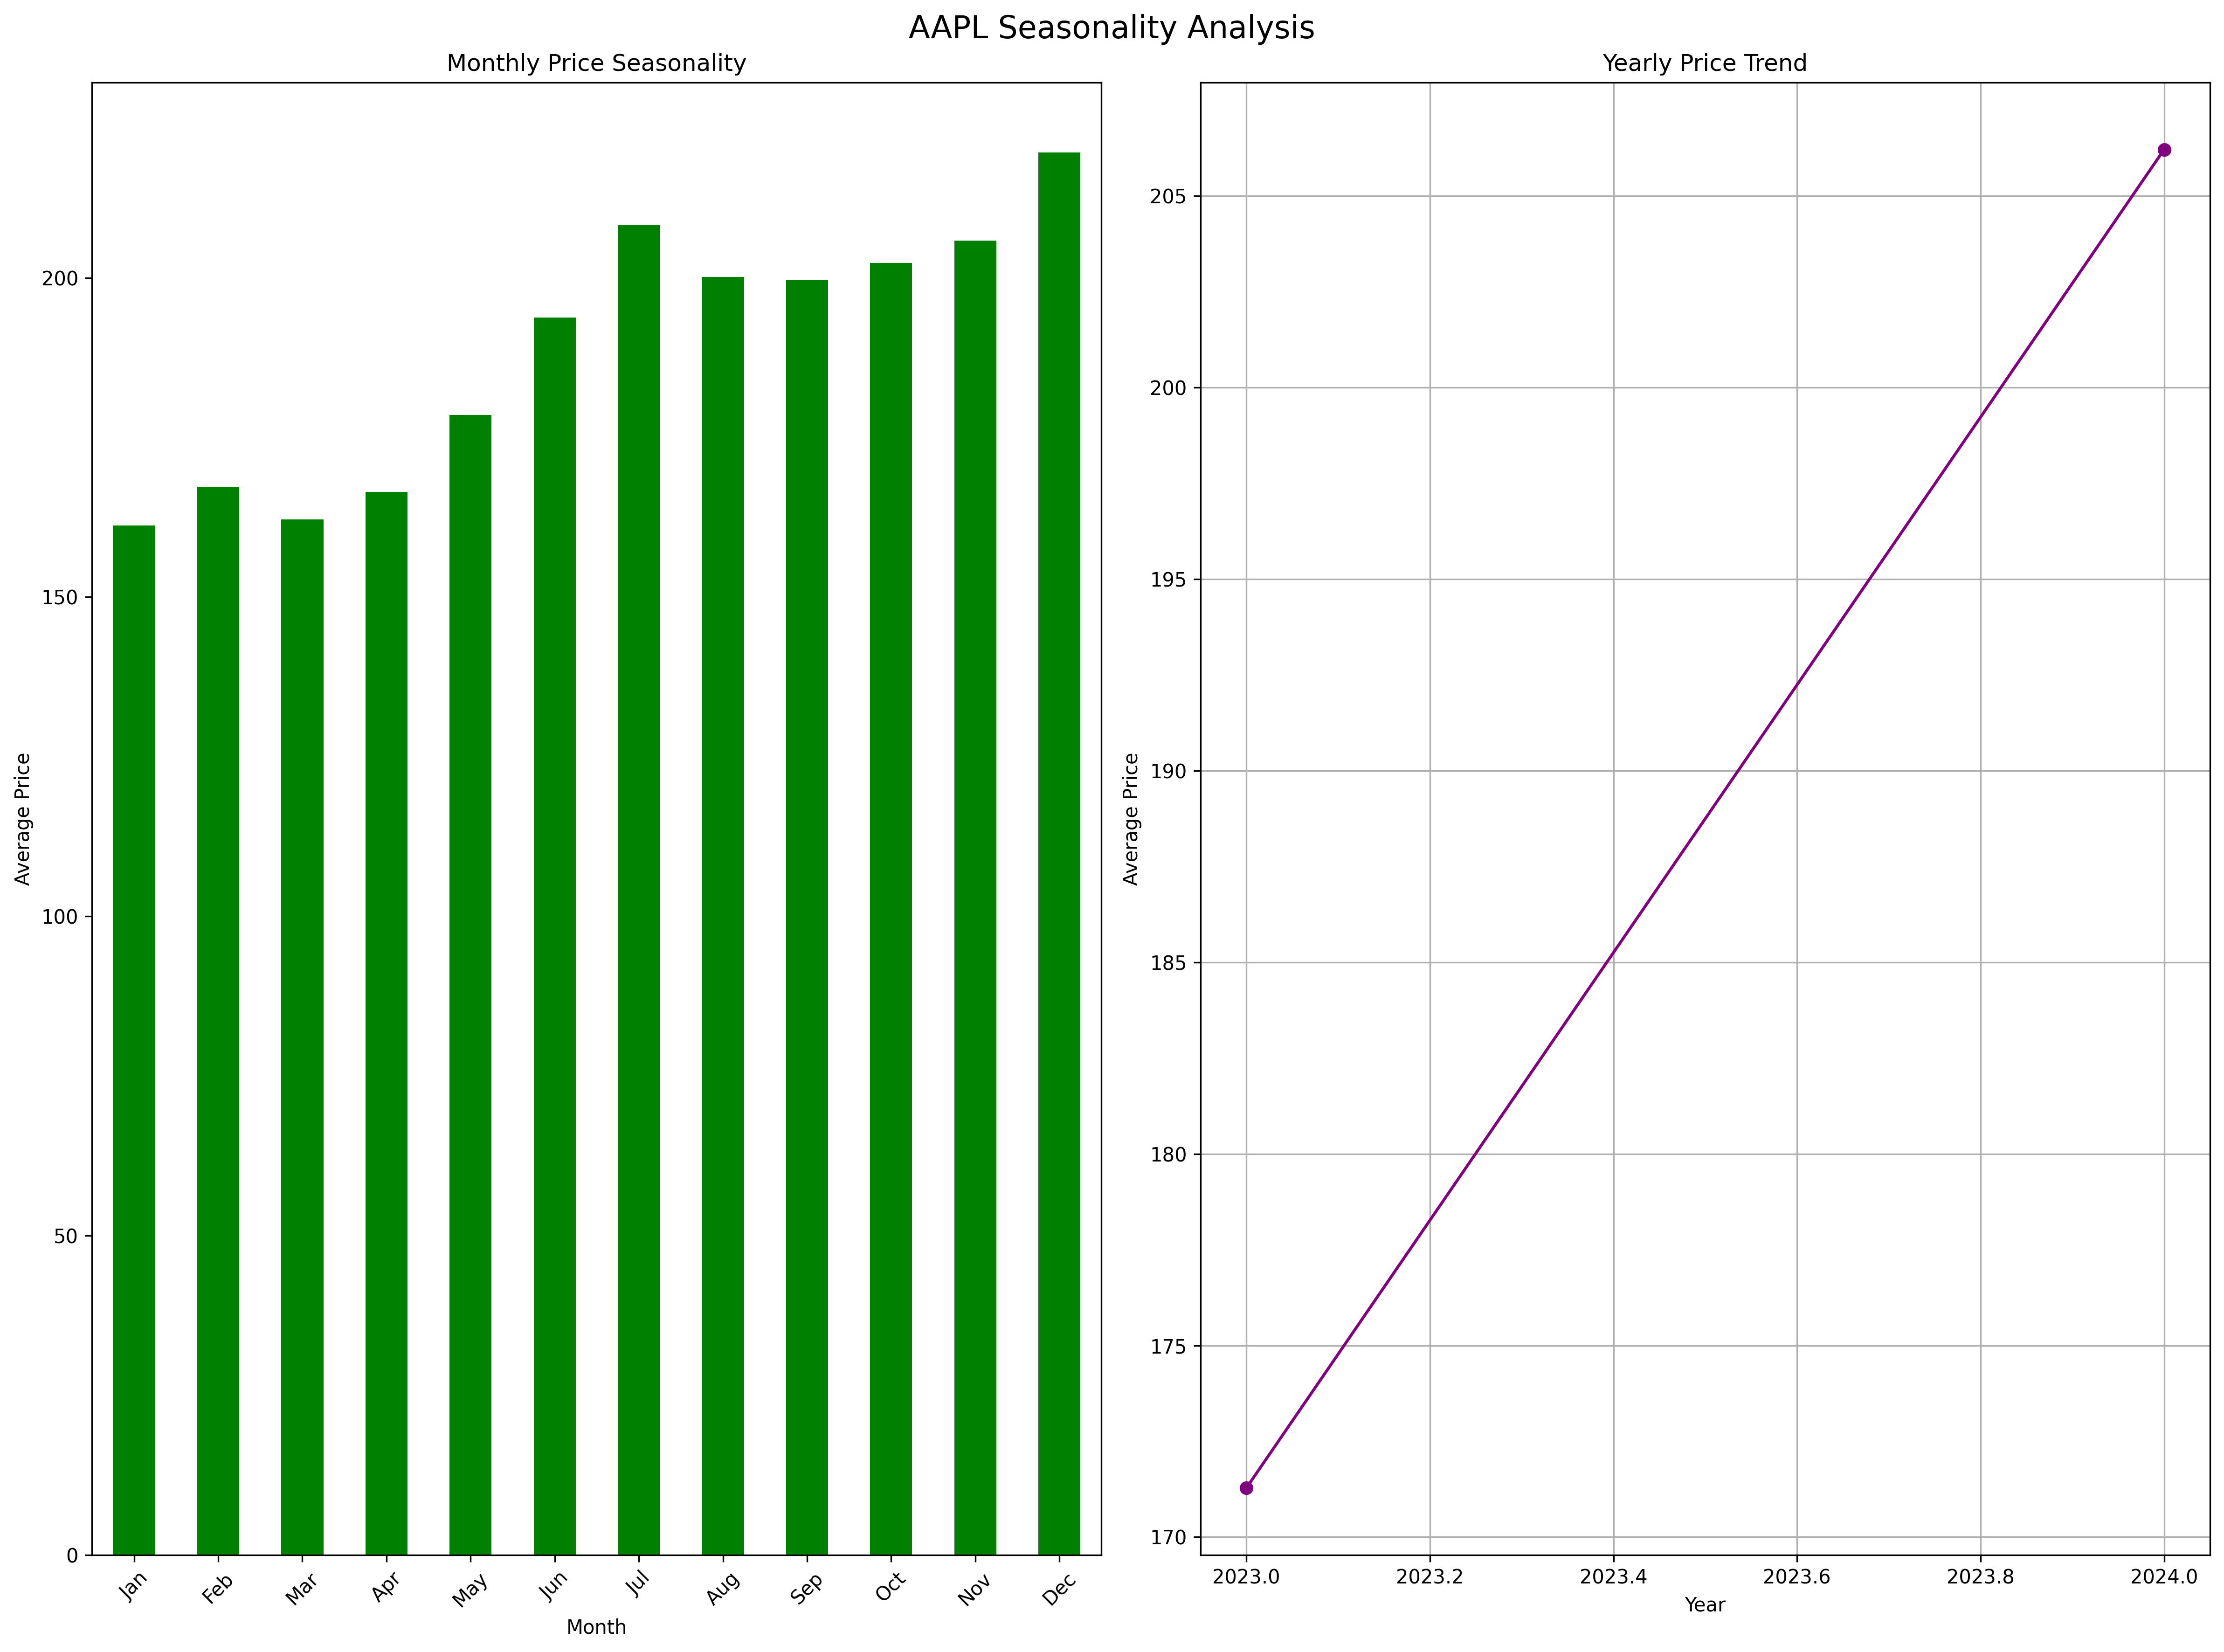 AAPL Seasonality Analysis
Monthly Price Seasonality
Average Price
200
150
100
50
0
Jan
Feb
Mar
Apr
May
Jun
Jul
Aug
Sep
Oct
Nov
Dec
Month
Yearly Price Trend
Average Price
205
200
195
190
185
180
175
170
2023.0
2023.2
2023.4
2023.6
2023.8
2024.0
Year